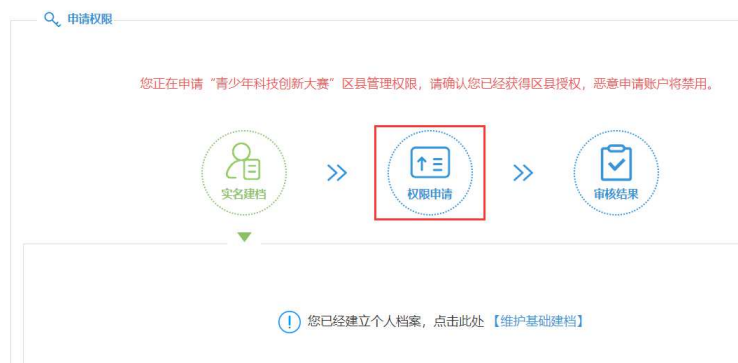 申请权限
您正在申请“青少年科技创新大赛”区县管理权限，请确认您已经获得区县授权，恶意申请账户将禁用。
实名建档
权限申请
审核结果
您已经建立个人档案，点击此处【维护基础建档】